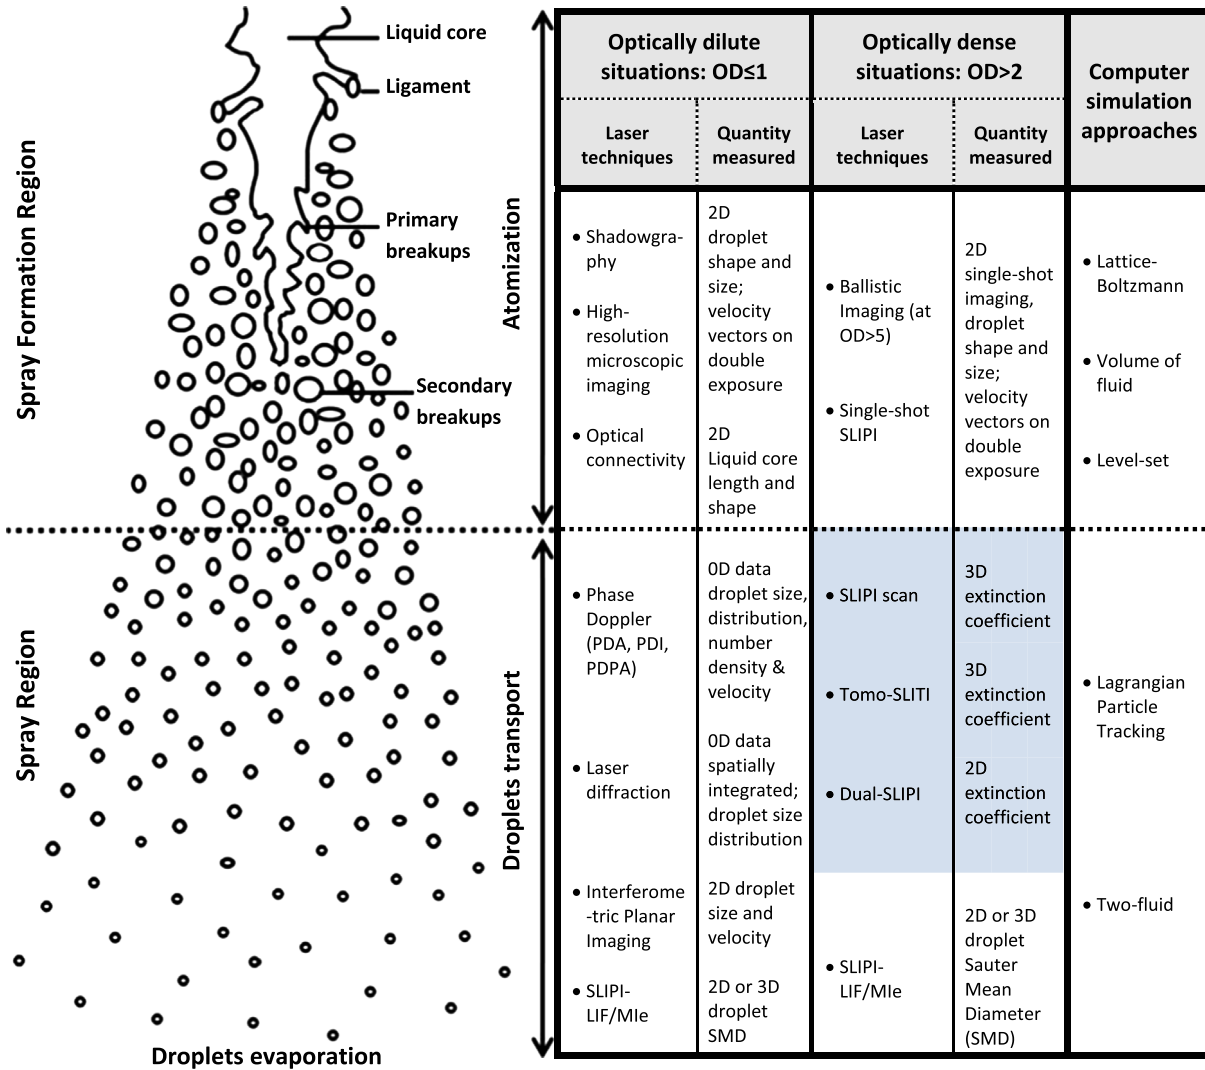 Liquid core
Ligament
Primary
breakups
Secondary
breakups
Spray Formation Region
Spray Region
Droplets evaporation
Atomization
Droplets transport
Optically dilute
situations: OD≤1
Optically dense
situations: OD>2
Computer
simulation
approaches
Laser
techniques
Quantity
measured
Laser
techniques
Quantity
measured
• Shadowgra-
phy
• High-
resolution
microscopic
imaging
• Optical
connectivity
2D
droplet
shape and
size;
velocity
vectors on
double
exposure
2D
Liquid core
length and
shape
• Ballistic
Imaging (at
OD>5)
• Single-shot
SLIPI
2D
single-shot
imaging,
droplet
shape and
size;
velocity
vectors on
double
exposure
• Lattice-
Boltzmann
• Volume of
fluid
• Level-set
• Phase
Doppler
(PDA, PDI,
PDPA)
• Laser
diffraction
• Interferome
-tric Planar
Imaging
• SLIPI-
LIF/MIe
0D data
droplet size,
distribution,
number
density &
velocity
0D data
spatially
integrated;
droplet size
distribution
2D droplet
size and
velocity
2D or 3D
droplet
SMD
• SLIPI scan
• Tomo-SLITI
• Dual-SLIPI
• SLIPI-
LIF/MIe
3D
extinction
coefficient
3D
extinction
coefficient
2D
extinction
coefficient
2D or 3D
droplet
Sauter
Mean
Diameter
(SMD)
• Lagrangian
Particle
Tracking
• Two-fluid